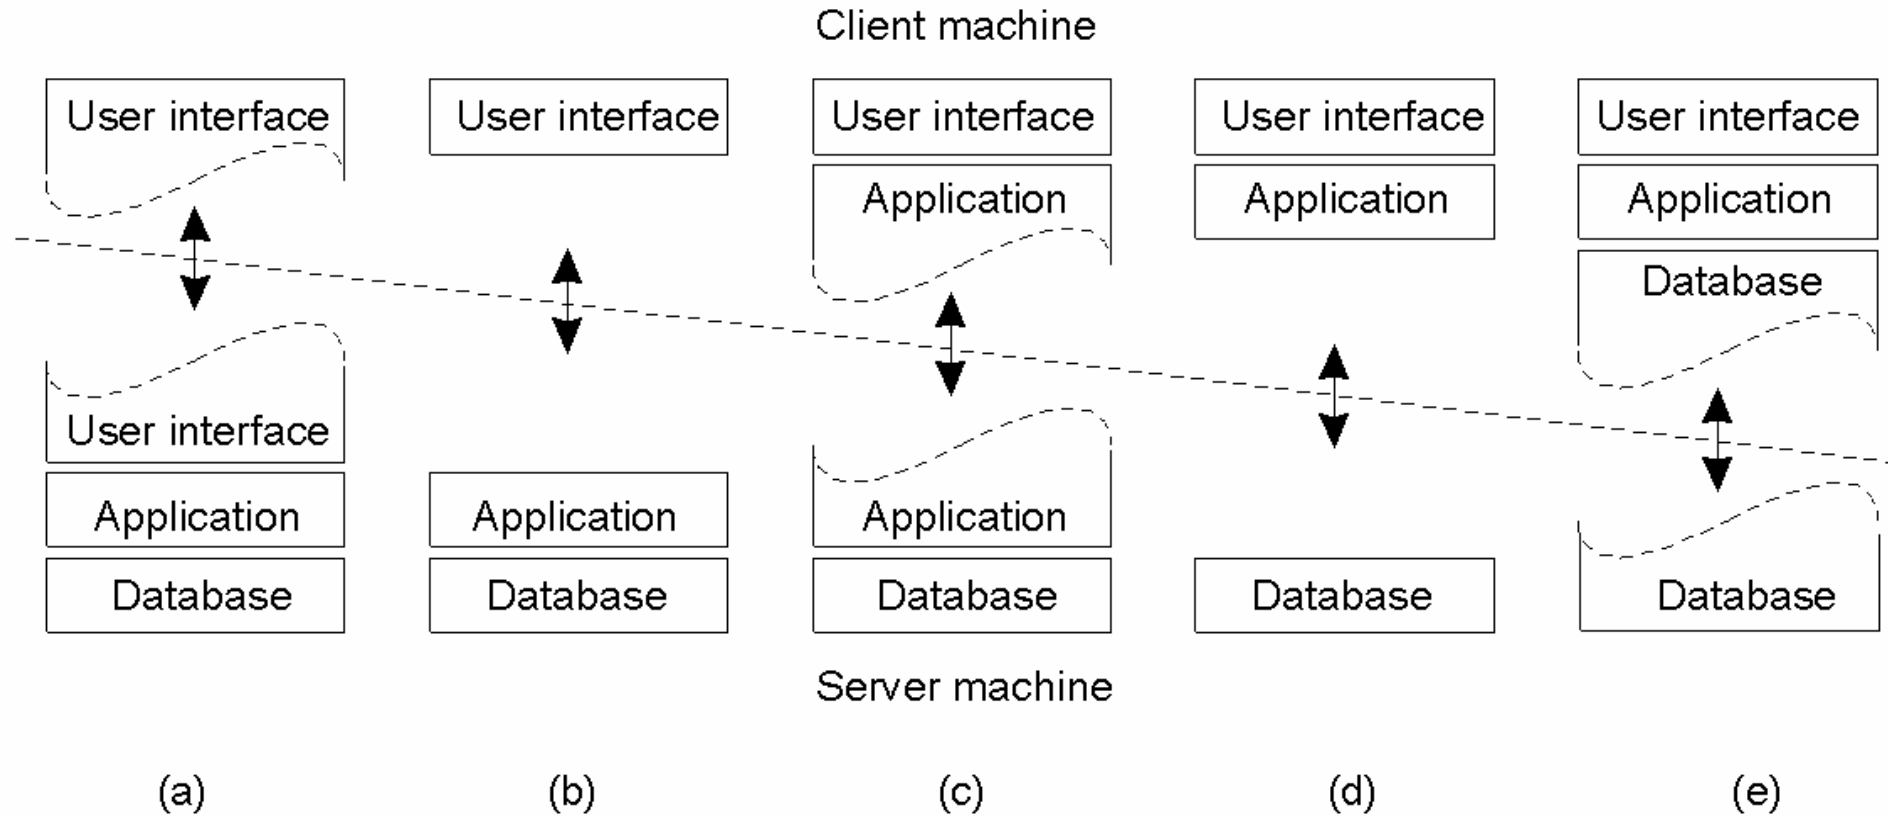 Client machine
User interface
User interface
User interface
User interface
User interface
Application
Application
Application
Database
User interface
Application
Application
Application
Database
Database
Database
Database
Database
Server machine
(a)
(b)
(c)
(d)
(e)